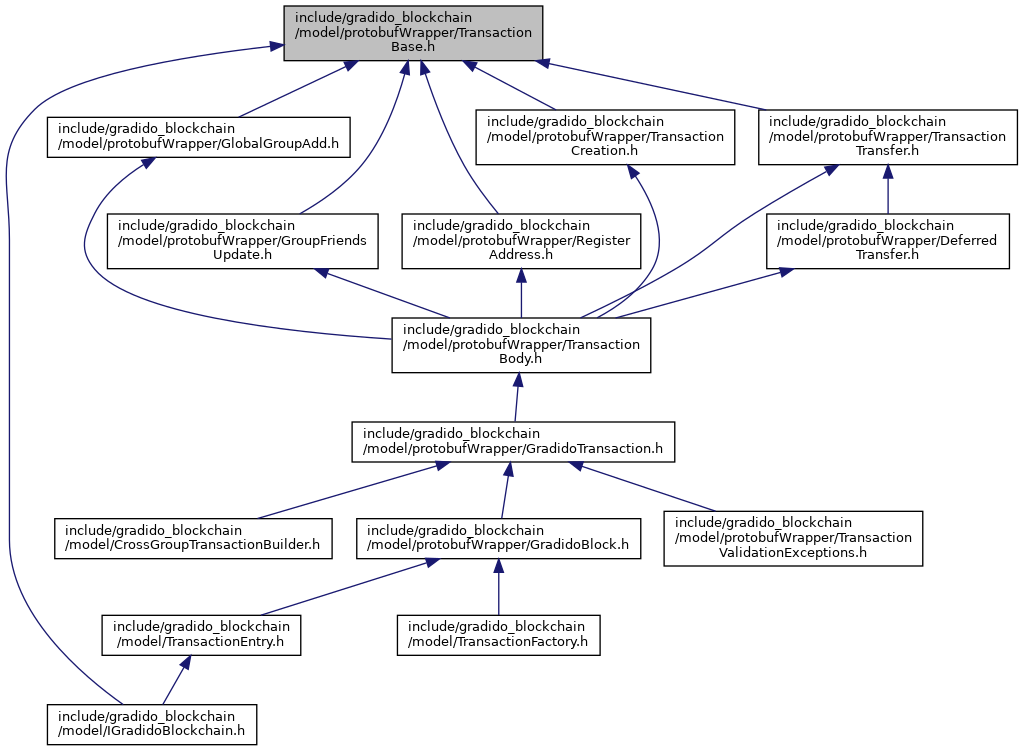 include/gradido_blockchain
/model/protobufWrapper/Transaction
Base.h
include/gradido_blockchain
/model/protobufWrapper/GlobalGroupAdd.h
include/gradido_blockchain
/model/protobufWrapper/Transaction
Creation.h
include/gradido_blockchain
/model/protobufWrapper/Transaction
Transfer.h
include/gradido_blockchain
/model/protobufWrapper/GroupFriends
Update.h
include/gradido_blockchain
/model/protobufWrapper/Register
Address.h
include/gradido_blockchain
/model/protobufWrapper/Deferred
Transfer.h
include/gradido_blockchain
/model/protobufWrapper/Transaction
Body.h
include/gradido_blockchain
/model/protobufWrapper/GradidoTransaction.h
include/gradido_blockchain
/model/CrossGroupTransactionBuilder.h
include/gradido_blockchain
/model/protobufWrapper/GradidoBlock.h
include/gradido_blockchain
/model/protobufWrapper/Transaction
ValidationExceptions.h
include/gradido_blockchain
/model/TransactionEntry.h
include/gradido_blockchain
/model/TransactionFactory.h
include/gradido_blockchain
/model/IGradidoBlockchain.h